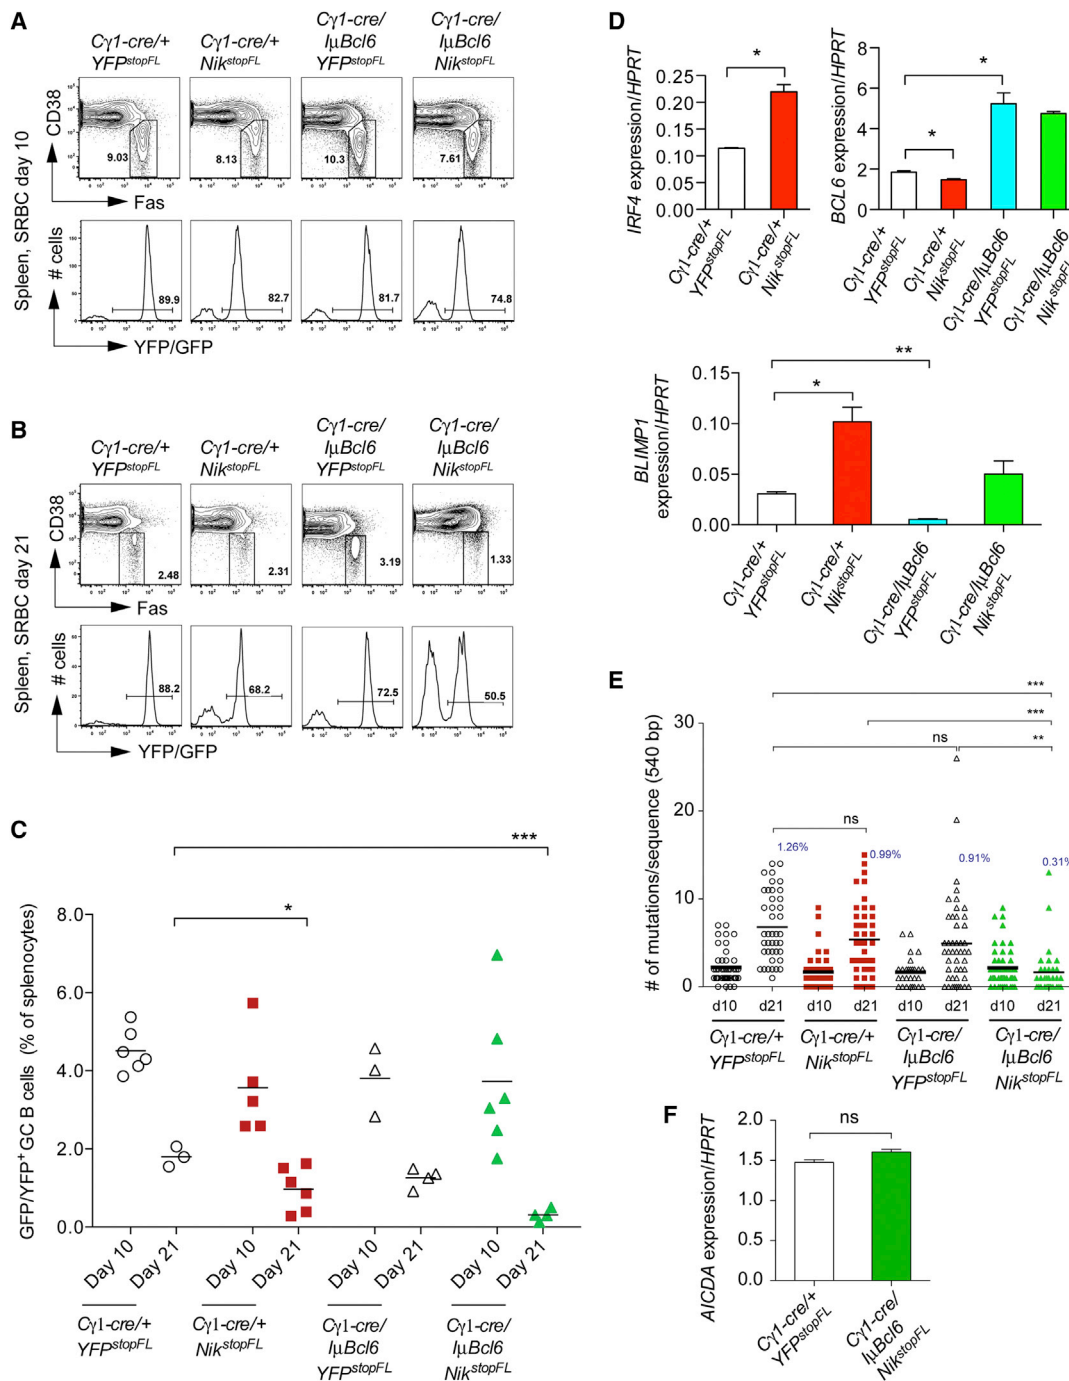 A
Cγ1-cre/+
YFPstopFL
Cγ1-cre/+
NikstopFL
Cγ1-cre/
IμBcl6
YFPstopFL
Cγ1-cre/
IμBcl6
NikstopFL
Spleen, SRBC day 10
CD38
9.03
8.13
10.3
7.61
Fas
# cells
150
100
50
0
89.9
82.7
81.7
74.8
YFP/GFP
B
Cγ1-cre/+
YFPstopFL
Cγ1-cre/+
NikstopFL
Cγ1-cre/
IμBcl6
YFPstopFL
Cγ1-cre/
IμBcl6
NikstopFL
Spleen, SRBC day 21
CD38
2.48
2.31
3.19
1.33
Fas
# cells
60
40
20
0
88.2
68.2
72.5
50.5
YFP/GFP
C
GFP/YFP+ GC B cells (% of splenocytes)
8.0
6.0
4.0
2.0
0.0
*
***
Day 10
Day 21
Day 10
Day 21
Day 10
Day 21
Day 10
Day 21
Cγ1-cre/+
YFPstopFL
Cγ1-cre/+
NikstopFL
Cγ1-cre/
IμBcl6
YFPstopFL
Cγ1-cre/
IμBcl6
NikstopFL
D
IRF4 expression/HPRT
0.25
0.20
0.15
0.10
0.05
0.00
*
Cγ1-cre/+
YFPstopFL
Cγ1-cre/+
NikstopFL
BCL6 expression/HPRT
8
6
4
2
0
*
*
Cγ1-cre/+
YFPstopFL
Cγ1-cre/+
NikstopFL
Cγ1-cre/IμBcl6
YFPstopFL
Cγ1-cre/IμBcl6
NikstopFL
BLIMP1
expression/HPRT
0.15
0.10
0.05
0.00
**
*
Cγ1-cre/+
YFPstopFL
Cγ1-cre/+
NikstopFL
Cγ1-cre/IμBcl6
YFPstopFL
Cγ1-cre/IμBcl6
NikstopFL
E
# of mutations/sequence (540 bp)
30
20
10
0
***
***
ns
**
ns
1.26%
0.99%
0.91%
0.31%
d10
d21
d10
d21
d10
d21
d10
d21
Cγ1-cre/+
YFPstopFL
Cγ1-cre/+
NikstopFL
Cγ1-cre/
IμBcl6
YFPstopFL
Cγ1-cre/
IμBcl6
NikstopFL
F
AICDA expression/HPRT
2.0
1.5
1.0
0.5
0.0
ns
Cγ1-cre/+
YFPstopFL
Cγ1-cre/
IμBcl6
NikstopFL